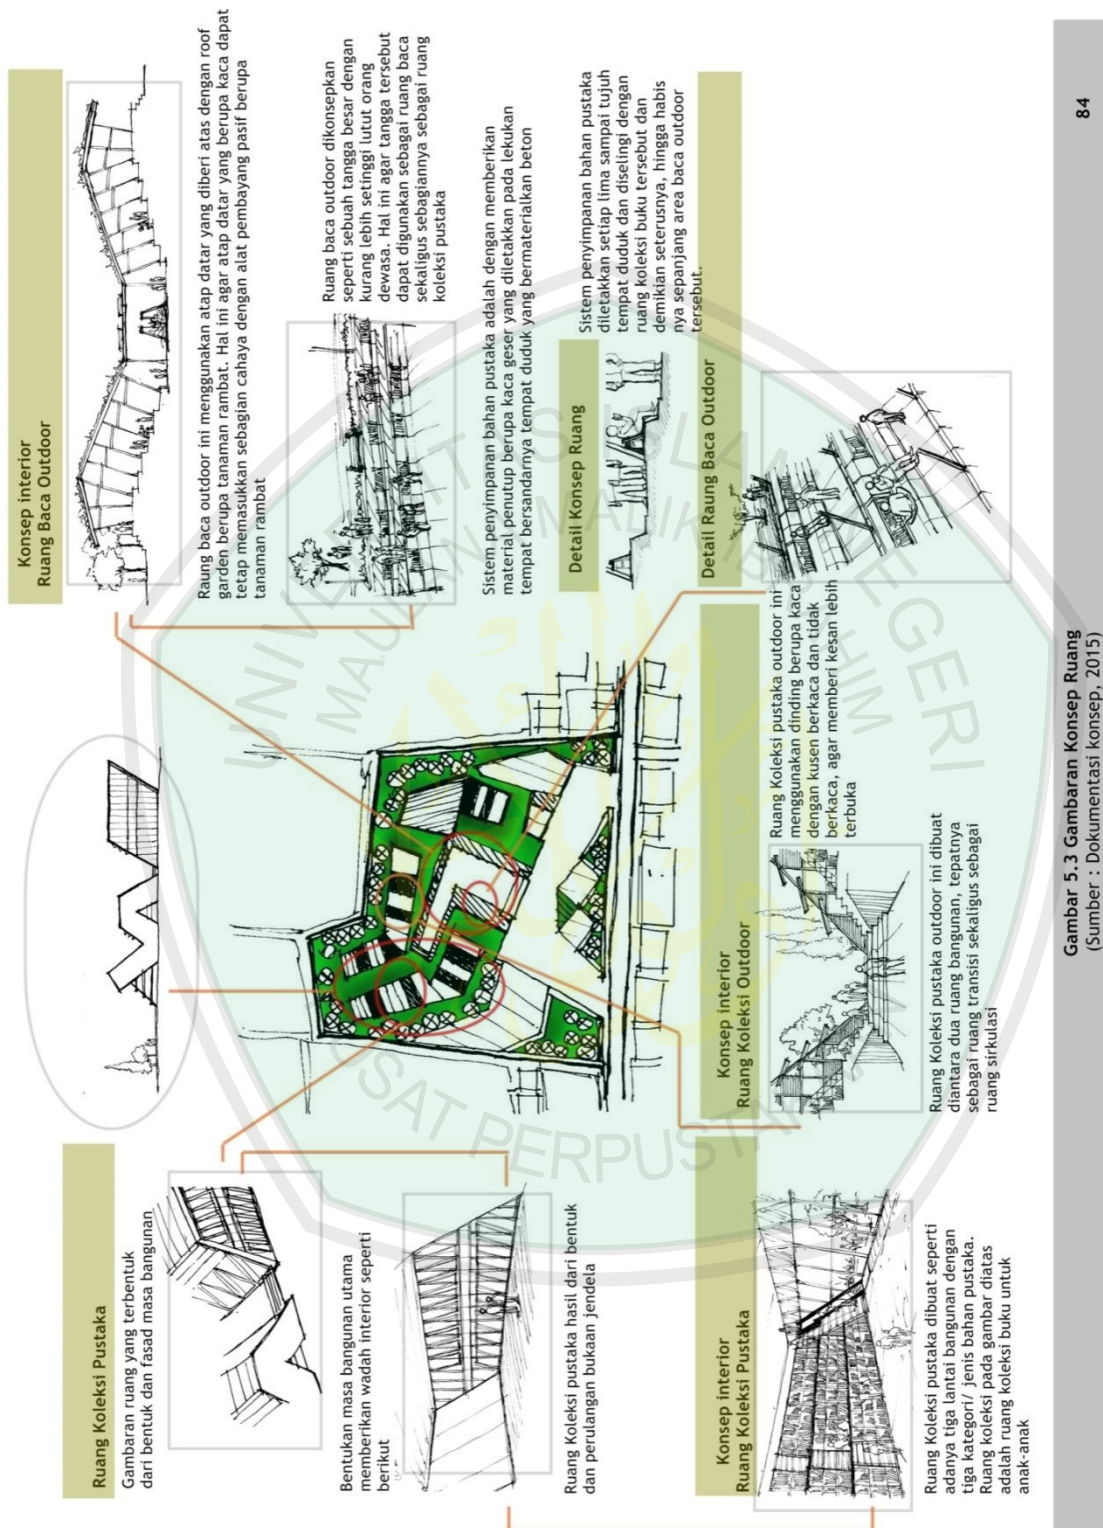 Ruang Koleksi Pustaka
Gambaran ruang yang terbentuk
dari bentuk dan fasad masa bangunan
Bentukan masa bangunan utama
memberikan wadah interior seperti
berikut
Ruang Koleksi pustaka hasil dari bentuk
dan perulangan bukaan jendela
Konsep interior
Ruang Koleksi Pustaka
Ruang Koleksi pustaka dibuat seperti
adanya tiga lantai bangunan dengan
tiga kategori/ jenis bahan pustaka.
Ruang koleksi pada gambar diatas
adalah ruang koleksi buku untuk
anak-anak
Konsep interior
Ruang Koleksi Outdoor
Ruang Koleksi pustaka outdoor ini dibuat
diantara dua ruang bangunan, tepatnya
sebagai ruang transisi sekaligus sebagai
ruang sirkulasi
Ruang Koleksi pustaka outdoor ini
menggunakan dinding berupa kaca
dengan kusen berkaca dan tidak
berkaca, agar memberi kesan lebih
terbuka
Konsep interior
Ruang Baca Outdoor
Raung baca outdoor ini menggunakan atap datar yang diberi atas dengan roof
garden berupa tanaman rambat. Hal ini agar atap datar yang berupa kaca dapat
tetap memasukkan sebagian cahaya dengan alat pembayang pasif berupa
tanaman rambat
Ruang baca outdoor dikonsepkan
seperti sebuah tangga besar dengan
kurang lebih setinggi lutut orang
dewasa. Hal ini agar tangga tersebut
dapat digunakan sebagai ruang baca
sekaligus sebagiannya sebagai ruang
koleksi pustaka
Sistem penyimpanan bahan pustaka adalah dengan memberikan
material penutup berupa kaca geser yang diletakkan pada lekukan
tempat bersandarnya tempat duduk yang bermaterialkan beton
Detail Konsep Ruang
Sistem penyimpanan bahan pustaka
diletakkan setiap lima sampai tujuh
tempat duduk dan diselingi dengan
ruang koleksi buku tersebut dan
demikian seterusnya, hingga habis
nya sepanjang area baca outdoor
tersebut.
Detail Raung Baca Outdoor
Gambar 5.3 Gambaran Konsep Ruang
(Sumber : Dokumentasi konsep, 2015)
84